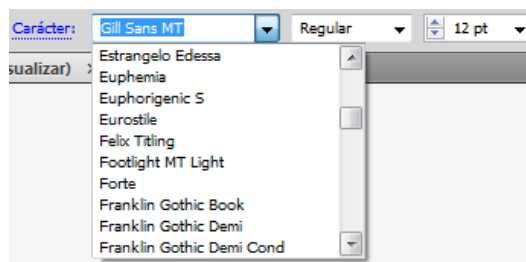 Carácter: Gill Sans MT Regular 12 pt
sualizar)
Estrangelo Edessa
Euphemia
Euphorigenic S
Eurostile
Felix Titling
Footlight MT Light
Forte
Franklin Gothic Book
Franklin Gothic Demi
Franklin Gothic Demi Cond